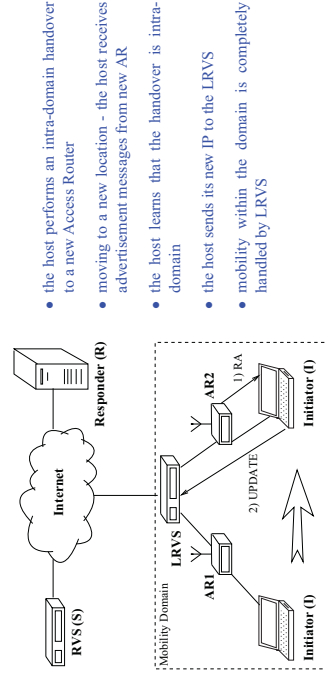 RVS (S)
Internet
Responder (R)
Mobility Domain
LRVS
AR1
AR2
1) RA
2) UPDATE
Initiator (I)
Initiator (I)
• the host performs an intra-domain handover
to a new Access Router
• moving to a new location - the host receives
advertisement messages from new AR
• the host learns that the handover is intra-
domain
• the host sends its new IP to the LRVS
• mobility within the domain is completely
handled by LRVS